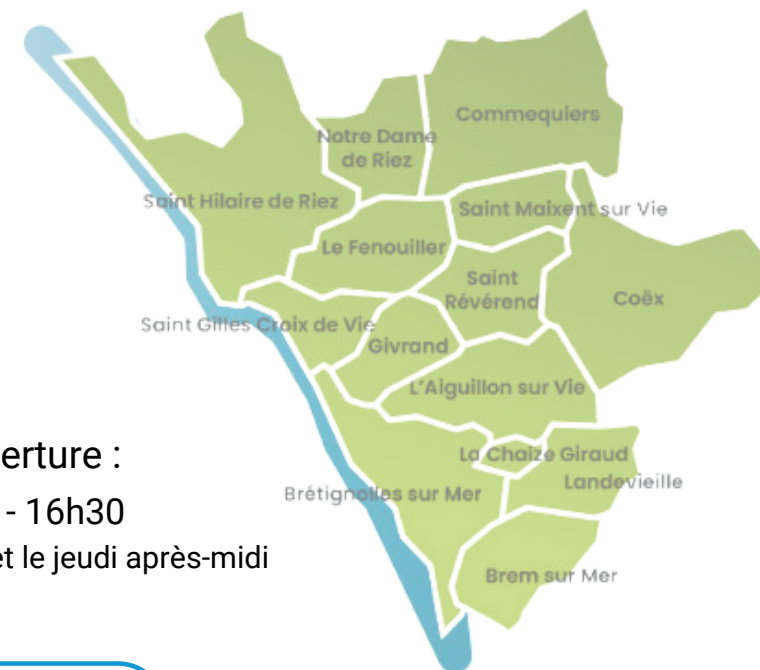 Commequiers
Notre Dame
de Riez
Saint Hilaire de Riez
Saint Maixent sur Vie
Le Fenouiller
Saint
Révérend
Coëx
Saint Gilles Croix de Vie
Givrand
L'Aiguillon sur Vie
La Chaize Giraud
Landevieille
Brétignolles sur Mer
Brem sur Mer
erture :
- 16h30
et le jeudi après-midi